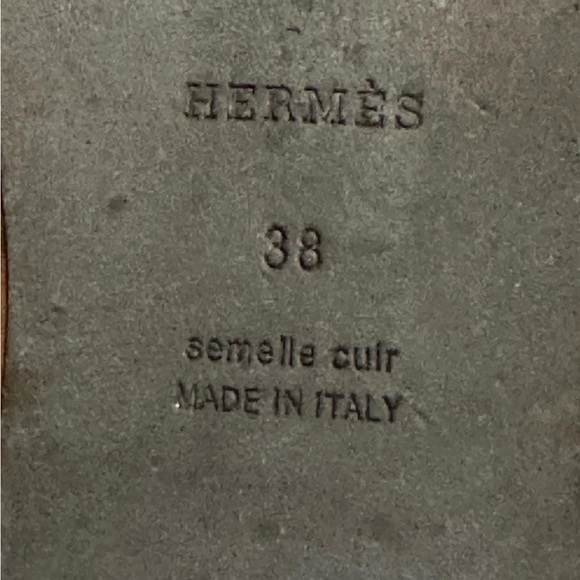 HERMÈS
38
semelle cuir
MADE IN ITALY